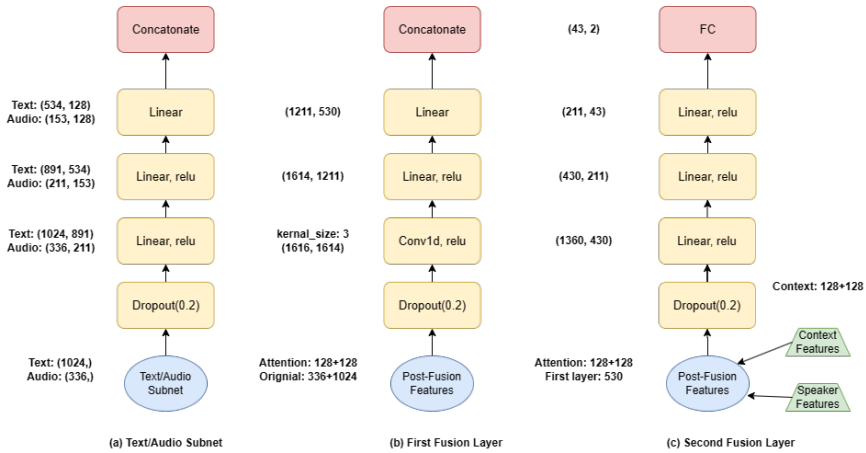 Concatenate
Text: (534, 128)
Audio: (153, 128)
Linear
Text: (891, 534)
Audio: (211, 153)
Linear, relu
Text: (1024, 891)
Audio: (336, 211)
Linear, relu
Dropout(0.2)
Text: (1024,)
Audio: (336,)
Text/Audio
Subnet
(a) Text/Audio Subnet
Concatenate
(1211, 530)
Linear
(1614, 1211)
Linear, relu
kernal_size: 3
(1616, 1614)
Conv1d, relu
Dropout(0.2)
Attention: 128+128
Orignial: 336+1024
Post-Fusion
Features
(b) First Fusion Layer
(43, 2)
FC
(211, 43)
Linear, relu
(430, 211)
Linear, relu
(1360, 430)
Linear, relu
Context: 128+128
Dropout(0.2)
Context
Features
Attention: 128+128
First layer: 530
Post-Fusion
Features
Speaker
Features
(c) Second Fusion Layer